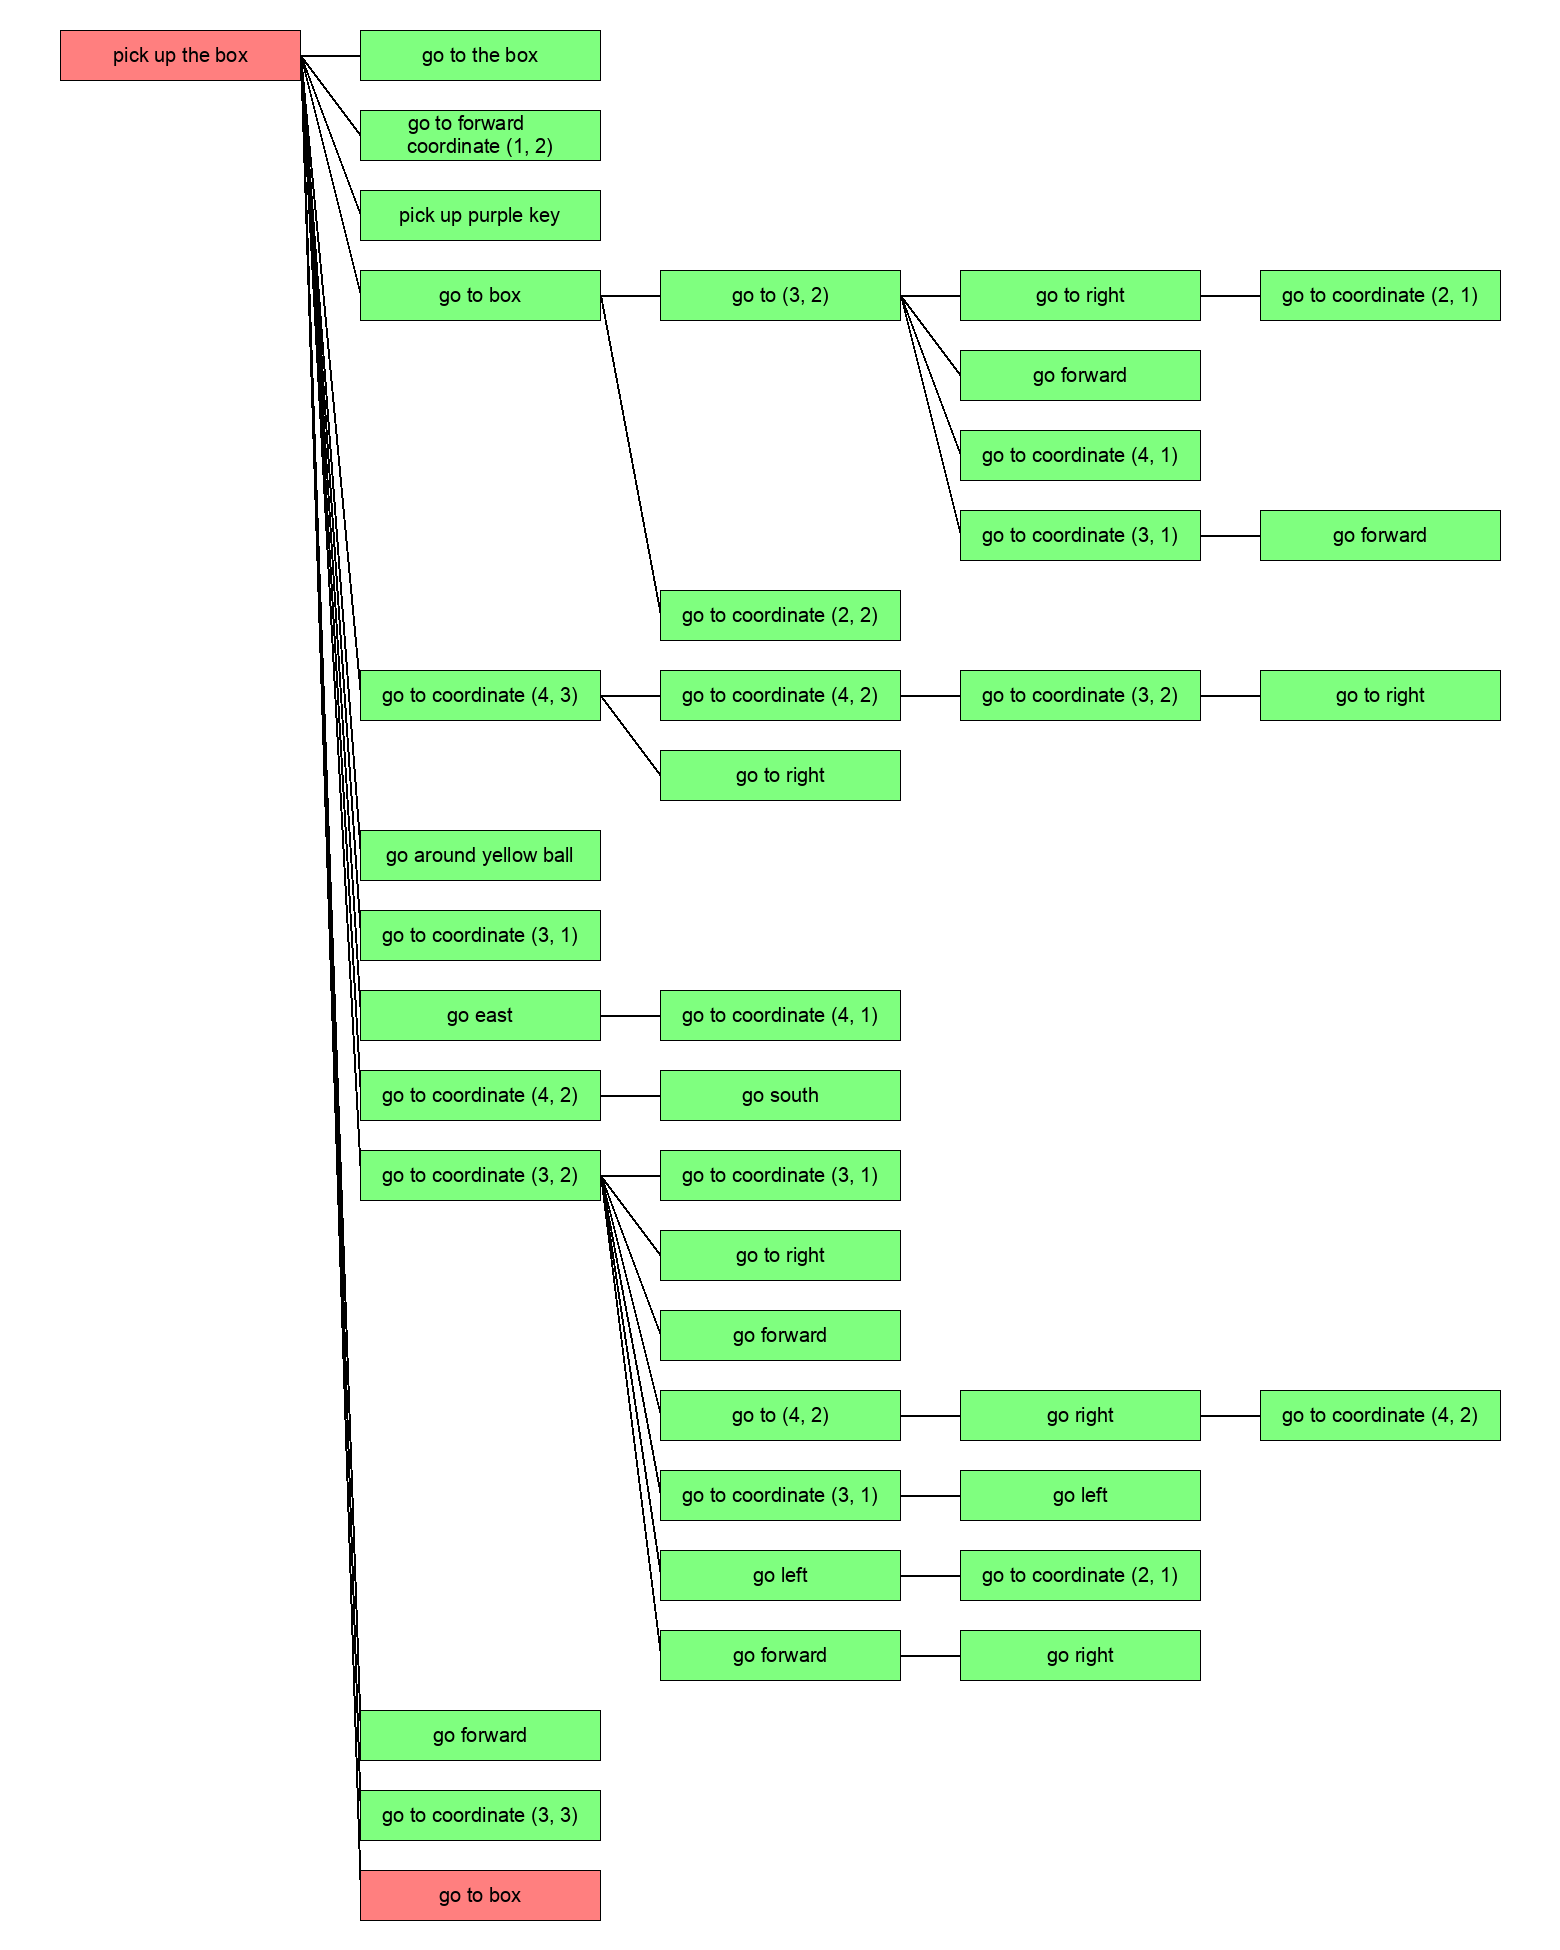 pick up the box
go to the box
go to forward
coordinate (1, 2)
pick up purple key
go to box
go to (3, 2)
go to right
go to coordinate (2, 1)
go forward
go to coordinate (4, 1)
go to coordinate (3, 1)
go forward
go to coordinate (2, 2)
go to coordinate (4, 3)
go to coordinate (4, 2)
go to coordinate (3, 2)
go to right
go to right
go around yellow ball
go to coordinate (3, 1)
go east
go to coordinate (4, 1)
go to coordinate (4, 2)
go south
go to coordinate (3, 2)
go to coordinate (3, 1)
go to right
go forward
go to (4, 2)
go right
go to coordinate (4, 2)
go to coordinate (3, 1)
go left
go left
go to coordinate (2, 1)
go forward
go right
go forward
go to coordinate (3, 3)
go to box